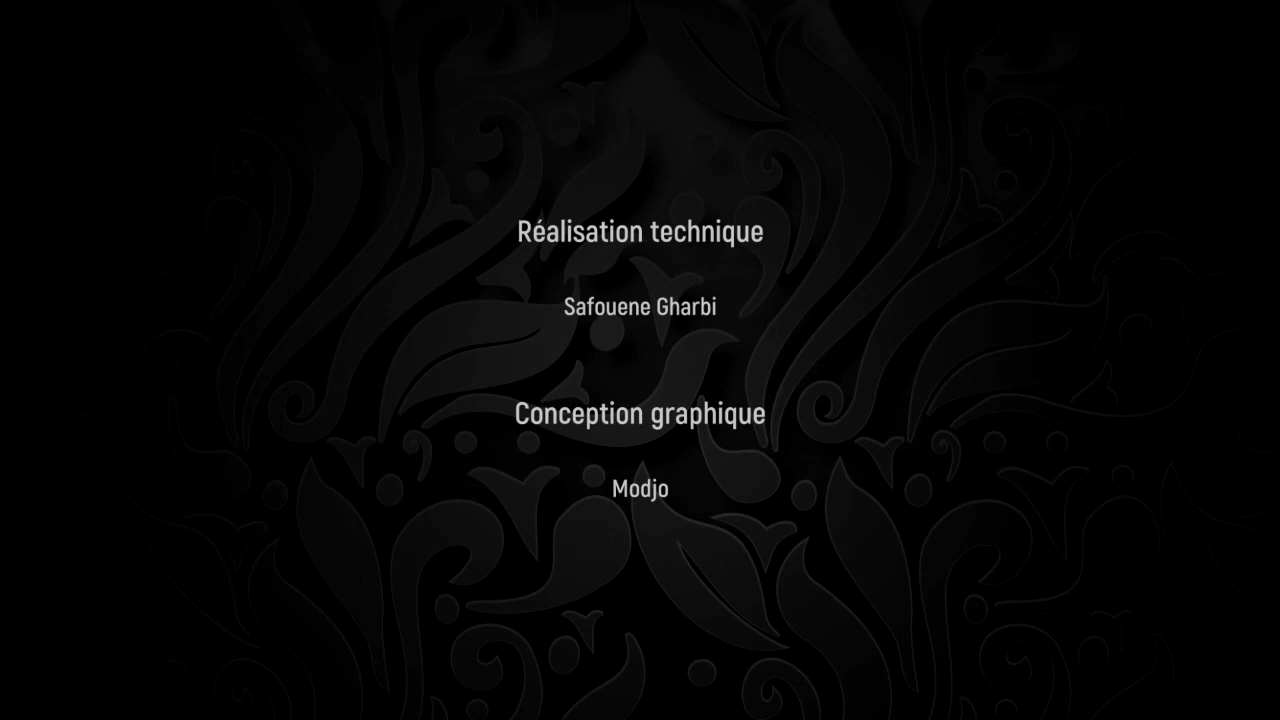 Réalisation technique
Safouene Gharbi
Conception graphique
Modjo